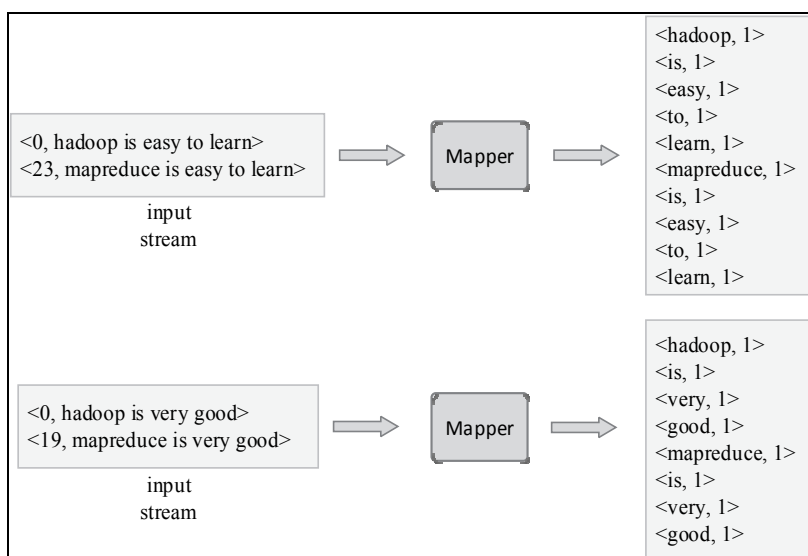 <0, hadoop is easy to learn>
<23, mapreduce is easy to learn>
input
stream
Mapper
<hadoop, 1>
<is, 1>
<easy, 1>
<to, 1>
<learn, 1>
<mapreduce, 1>
<is, 1>
<easy, 1>
<to, 1>
<learn, 1>
<0, hadoop is very good>
<19, mapreduce is very good>
input
stream
Mapper
<hadoop, 1>
<is, 1>
<very, 1>
<good, 1>
<mapreduce, 1>
<is, 1>
<very, 1>
<good, 1>